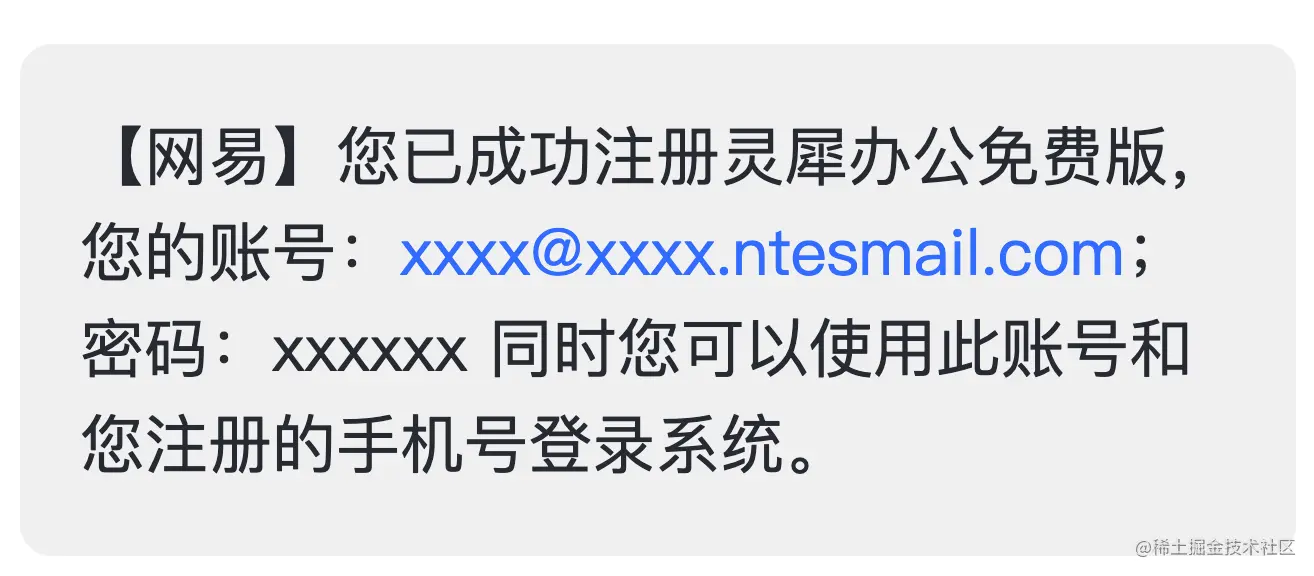 【网易】您已成功注册灵犀办公免费版，
您的账号：xxxx@xxxx.ntesmail.com；
密码：xxxxxx 同时您可以使用此账号和
您注册的手机号登录系统。
@稀土掘金技术社区